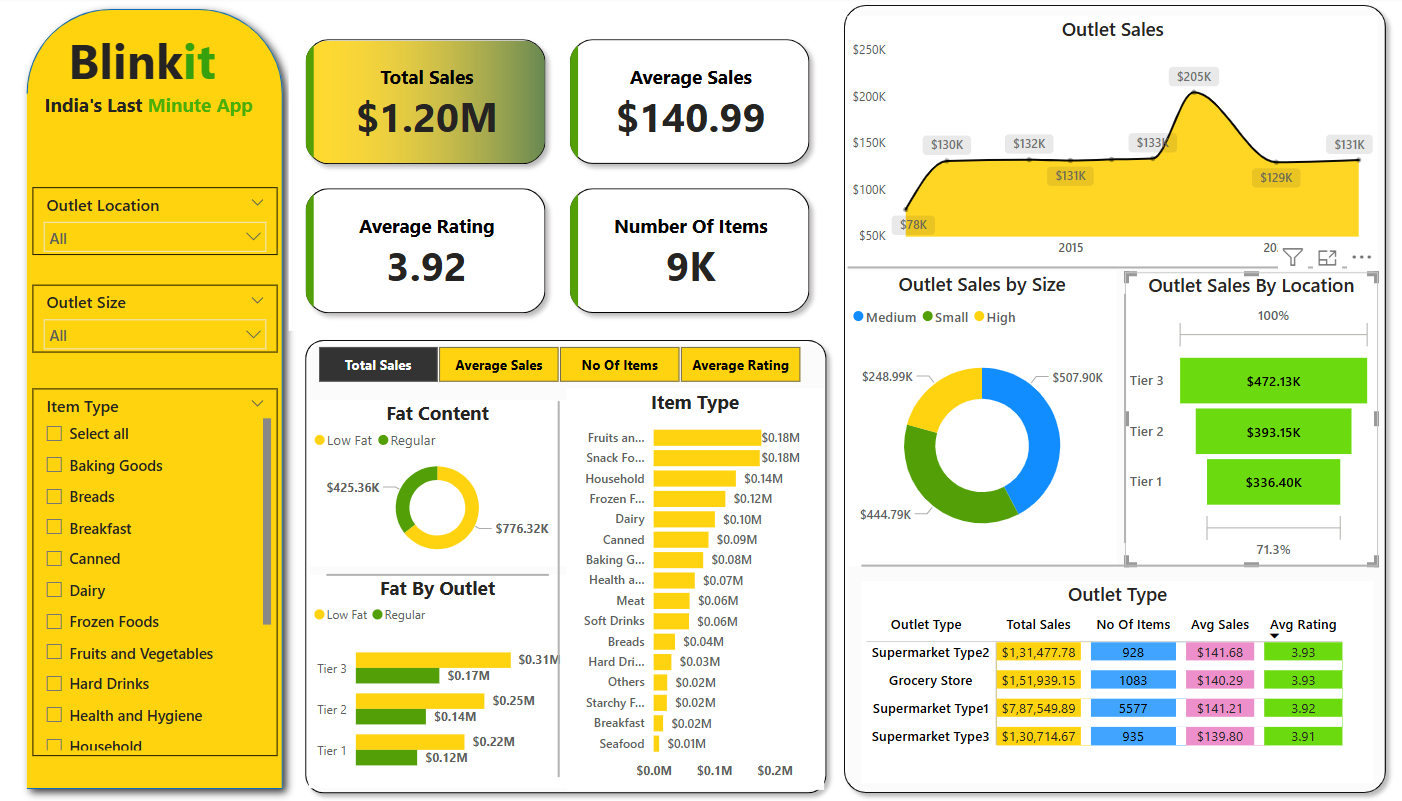 Blinkit
India's Last Minute App
Outlet Location
All
Outlet Size
All
Item Type
Select all
Baking Goods
Breads
Breakfast
Canned
Dairy
Frozen Foods
Fruits and Vegetables
Hard Drinks
Health and Hygiene
Household
Total Sales
$1.20M
Average Sales
$140.99
Average Rating
3.92
Number Of Items
9K
Total Sales Average Sales No Of Items Average Rating
Fat Content
Low Fat Regular
$425.36K
$776.32K
Fat By Outlet
Low Fat Regular
Tier 3 $0.31M
$0.17M
Tier 2 $0.25M
$0.14M
Tier 1 $0.22M
$0.12M
Item Type
Fruits an... $0.18M
Snack Fo... $0.18M
Household $0.14M
Frozen F... $0.12M
Dairy $0.10M
Canned $0.09M
Baking G... $0.08M
Health a... $0.07M
Meat $0.06M
Soft Drinks $0.06M
Breads $0.04M
Hard Dri... $0.03M
Others $0.02M
Starchy F... $0.02M
Breakfast $0.02M
Seafood $0.01M
$0.0M $0.1M $0.2M
Outlet Sales
$250K
$200K
$150K
$100K
$50K
$78K
$130K
$132K
$131K
$133K
$205K
$129K
$131K
2015
20
Outlet Sales by Size
Medium Small High
$248.99K
$507.90K
$444.79K
Outlet Sales By Location
100%
Tier 3 $472.13K
Tier 2 $393.15K
Tier 1 $336.40K
71.3%
Outlet Type
Outlet Type Total Sales No Of Items Avg Sales Avg Rating
Supermarket Type2 $1,31,477.78 928 $141.68 3.93
Grocery Store $1,51,939.15 1083 $140.29 3.93
Supermarket Type1 $7,87,549.89 5577 $141.21 3.92
Supermarket Type3 $1,30,714.67 935 $139.80 3.91